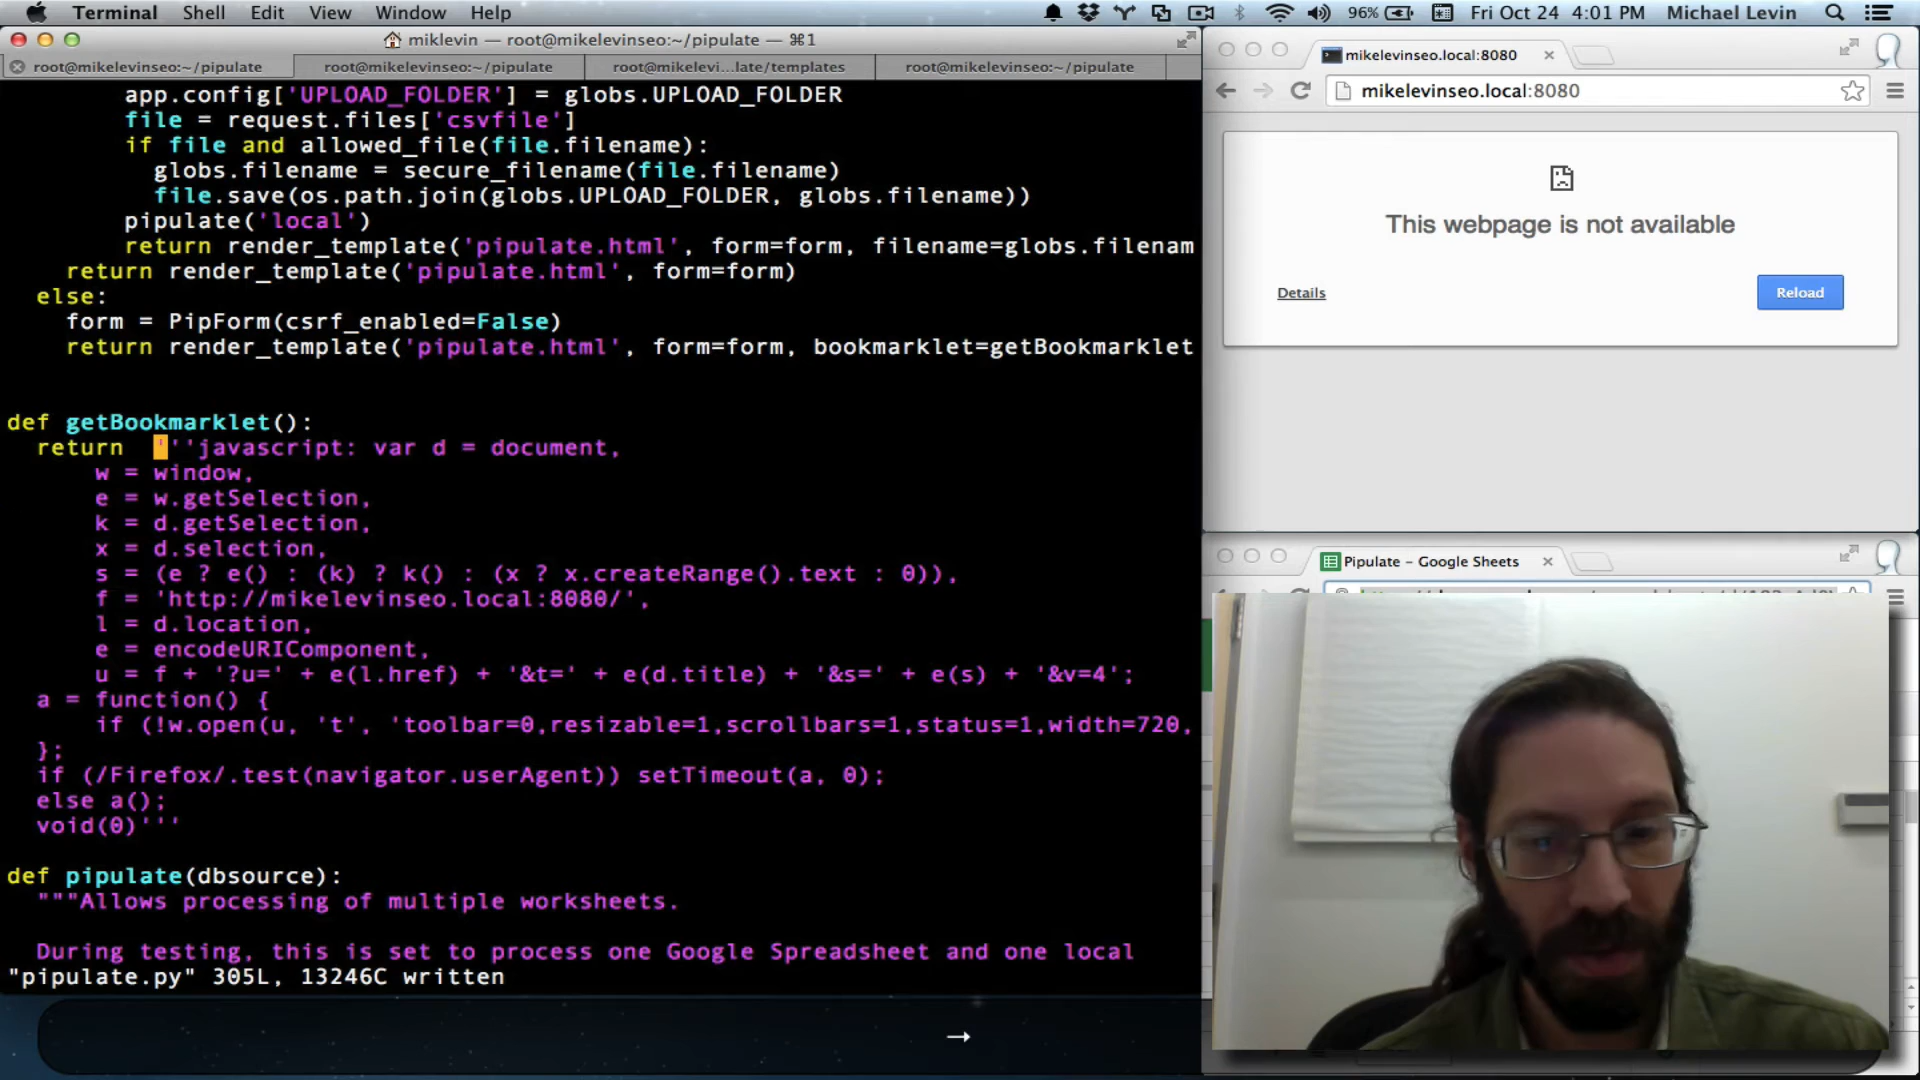 Terminal Shell Edit View Window Help 96% Fri Oct 24 4:01 PM Michael Levin
miklevin — root@mikelevinseo:~/pipulate — ⌘1
root@mikelevinseo:~/pipulate root@mikelevinseo:~/pipulate root@mikelevi...late/templates root@mikelevinseo:~/pipulate
app.config['UPLOAD_FOLDER'] = globs.UPLOAD_FOLDER
file = request.files['csvfile']
if file and allowed_file(file.filename):
globs.filename = secure_filename(file.filename)
file.save(os.path.join(globs.UPLOAD_FOLDER, globs.filename))
pipulate('local')
return render_template('pipulate.html', form=form, filename=globs.filenam
return render_template('pipulate.html', form=form)
else:
form = PipForm(csrf_enabled=False)
return render_template('pipulate.html', form=form, bookmarklet=getBookmarklet
def getBookmarklet():
return '''javascript: var d = document,
w = window,
e = w.getSelection,
k = d.getSelection,
x = d.selection,
s = (e ? e() : (k) ? k() : (x ? x.createRange().text : 0)),
f = 'http://mikelevinseo.local:8080/',
l = d.location,
e = encodeURIComponent,
u = f + '?u=' + e(l.href) + '&t=' + e(d.title) + '&s=' + e(s) + '&v=4';
a = function() {
if (!w.open(u, 't', 'toolbar=0,resizable=1,scrollbars=1,status=1,width=720,
};
if (/Firefox/.test(navigator.userAgent)) setTimeout(a, 0);
else a();
void(0)'''
def pipulate(dbsource):
"""Allows processing of multiple worksheets.
During testing, this is set to process one Google Spreadsheet and one local
"pipulate.py" 305L, 13246C written
mikelevinseo.local:8080
mikelevinseo.local:8080
This webpage is not available
Details
Reload
Pipulate – Google Sheets